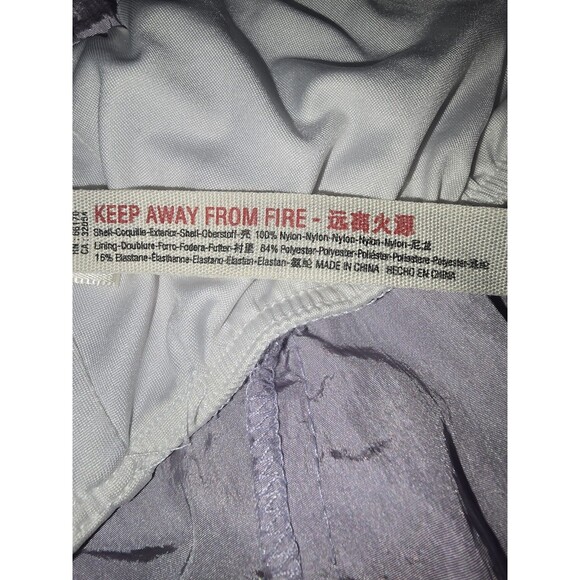 KEEP AWAY FROM FIRE - 远离火源
Shell-Coquille-Exterior-Shell-Oberstoff-壳 100% Nylon-Nylon-Nylon-Nylon-Nylon-尼龙
Lining-Doublure-Forro-Fodera-Futter-衬里 84% Polyester-Polyester-Poliéster-Poliestere-Polyester-涤纶
16% Elastane-Élasthanne-Elastano-Elastin-Elastan-氨纶 MADE IN CHINA HECHO EN CHINA